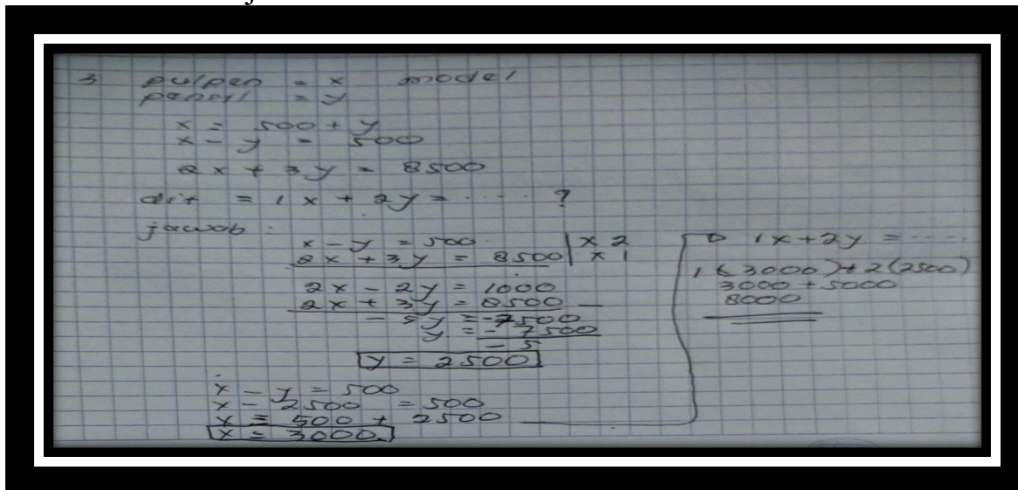 3 pulpen = x model
pensil = y
x = 500 + y
x - y = 500
2x + 3y = 8500
dit = 1x + 2y = ..... ?
jawab :
x - y = 500 | x 2
2x + 3y = 8500 | x 1
2x - 2y = 1000
2x + 3y = 8500 —
- 5y = -7500
y = -7500
- 5
y = 2500
x - y = 500
x - 2500 = 500
x = 500 + 2500
x = 3000
1x + 2y = .....
1(3000) + 2(2500)
3000 + 5000
8000